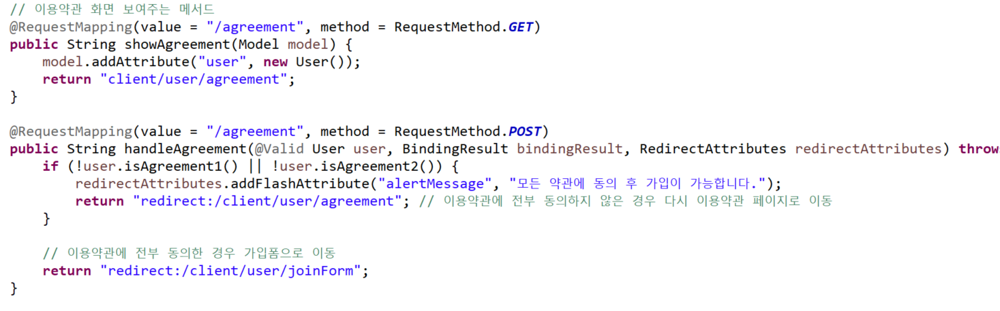 // 이용약관 화면 보여주는 메서드
@RequestMapping(value = "/agreement", method = RequestMethod.GET)
public String showAgreement(Model model) {
    model.addAttribute("user", new User());
    return "client/user/agreement";
}
@RequestMapping(value = "/agreement", method = RequestMethod.POST)
public String handleAgreement(@Valid User user, BindingResult bindingResult, RedirectAttributes redirectAttributes) throw
    if (!user.isAgreement1() || !user.isAgreement2()) {
        redirectAttributes.addFlashAttribute("alertMessage", "모든 약관에 동의 후 가입이 가능합니다.");
        return "redirect:/client/user/agreement"; // 이용약관에 전부 동의하지 않은 경우 다시 이용약관 페이지로 이동
    }
    // 이용약관에 전부 동의한 경우 가입폼으로 이동
    return "redirect:/client/user/joinForm";
}